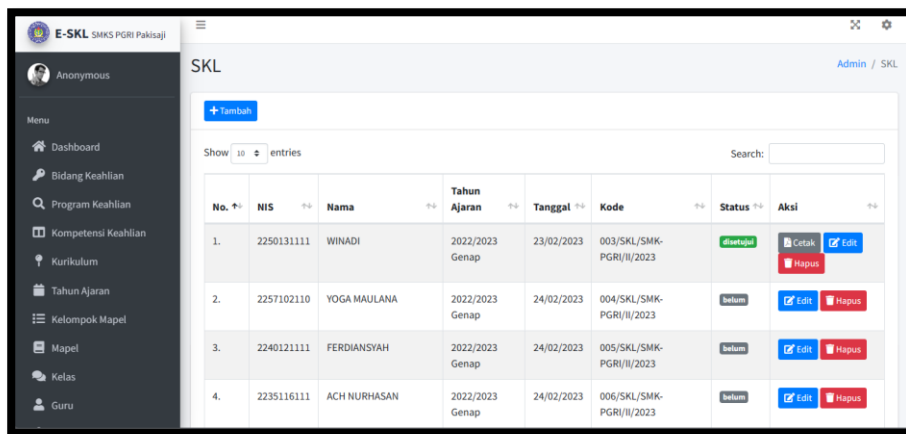 E-SKL SMKS PGRI Pakisaji
Anonymous
Menu
Dashboard
Bidang Keahlian
Program Keahlian
Kompetensi Keahlian
Kurikulum
Tahun Ajaran
Kelompok Mapel
Mapel
Kelas
Guru
SKL
Admin / SKL
+ Tambah
Show 10 entries
Search:
No. NIS Nama Tahun Ajaran Tanggal Kode Status Aksi
1. 2250131111 WINADI 2022/2023 Genap 23/02/2023 003/SKL/SMK-PGRI/II/2023 disetujui Cetak Edit Hapus
2. 2257102110 YOGA MAULANA 2022/2023 Genap 24/02/2023 004/SKL/SMK-PGRI/II/2023 belum Edit Hapus
3. 2240121111 FERDIANSYAH 2022/2023 Genap 24/02/2023 005/SKL/SMK-PGRI/II/2023 belum Edit Hapus
4. 2235116111 ACH NURHASAN 2022/2023 Genap 24/02/2023 006/SKL/SMK-PGRI/II/2023 belum Edit Hapus